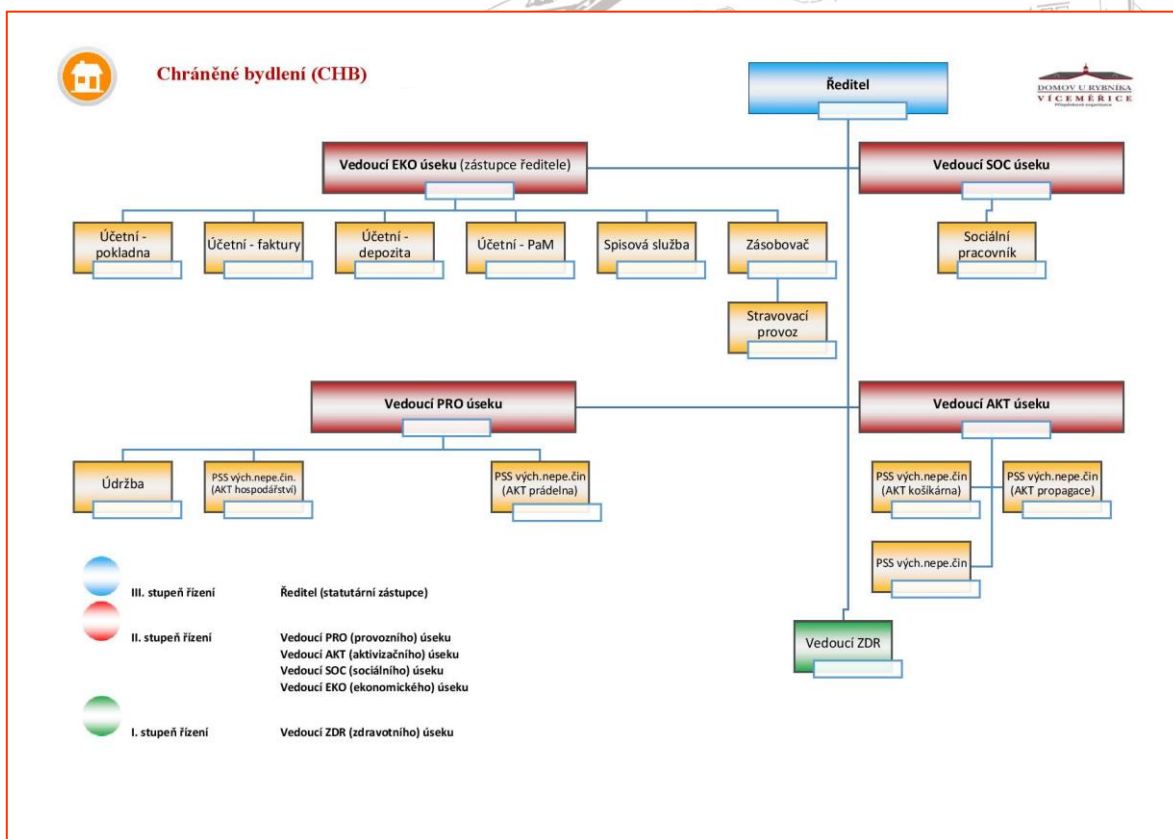 Chráněné bydlení (CHB)
Ředitel
DOMOV U RYBNÍKA
VÍCEMĚŘICE
Příspěvková organizace
Vedoucí EKO úseku (zástupce ředitele)
Vedoucí SOC úseku
Účetní -
pokladna
Účetní - faktury
Účetní -
depozita
Účetní - PaM
Spisová služba
Zásobovač
Sociální
pracovník
Stravovací
provoz
Vedoucí PRO úseku
Vedoucí AKT úseku
Údržba
PSS vých.nepe.čin.
(AKT hospodářství)
PSS vých.nepe.čin
(AKT prádelna)
PSS vých.nepe.čin
(AKT košíkárna)
PSS vých.nepe.čin
(AKT propagace)
PSS vých.nepe.čin
Vedoucí ZDR
III. stupeň řízení Ředitel (statutární zástupce)
II. stupeň řízení Vedoucí PRO (provozního) úseku
Vedoucí AKT (aktivizačního) úseku
Vedoucí SOC (sociálního) úseku
Vedoucí EKO (ekonomického) úseku
I. stupeň řízení Vedoucí ZDR (zdravotního) úseku